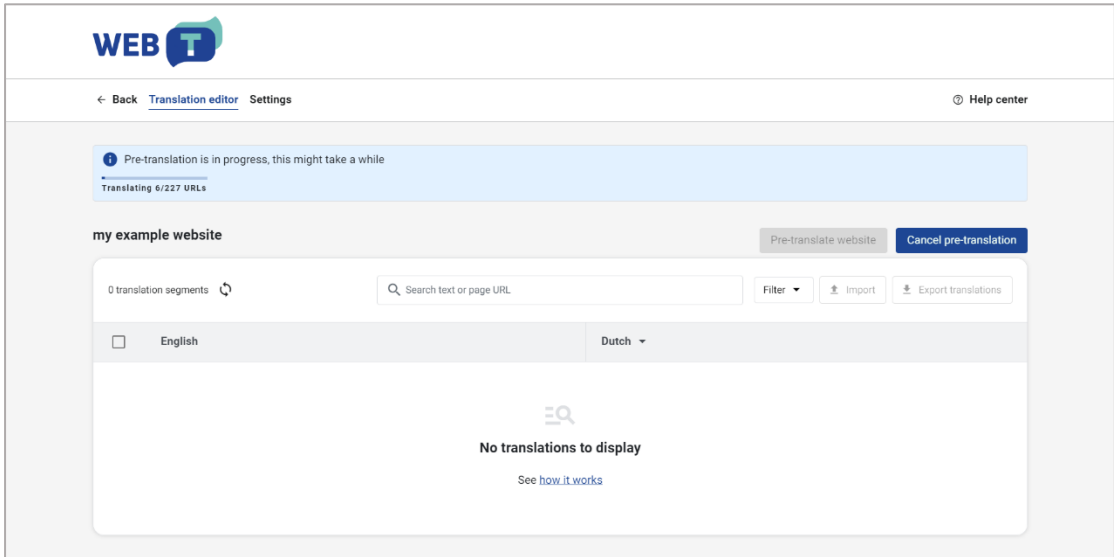 WEB T
Back Translation editor Settings Help center
Pre-translation is in progress, this might take a while
Translating 6/227 URLs
my example website Pre-translate website Cancel pre-translation
0 translation segments Search text or page URL Filter Import Export translations
English Dutch
No translations to display
See how it works